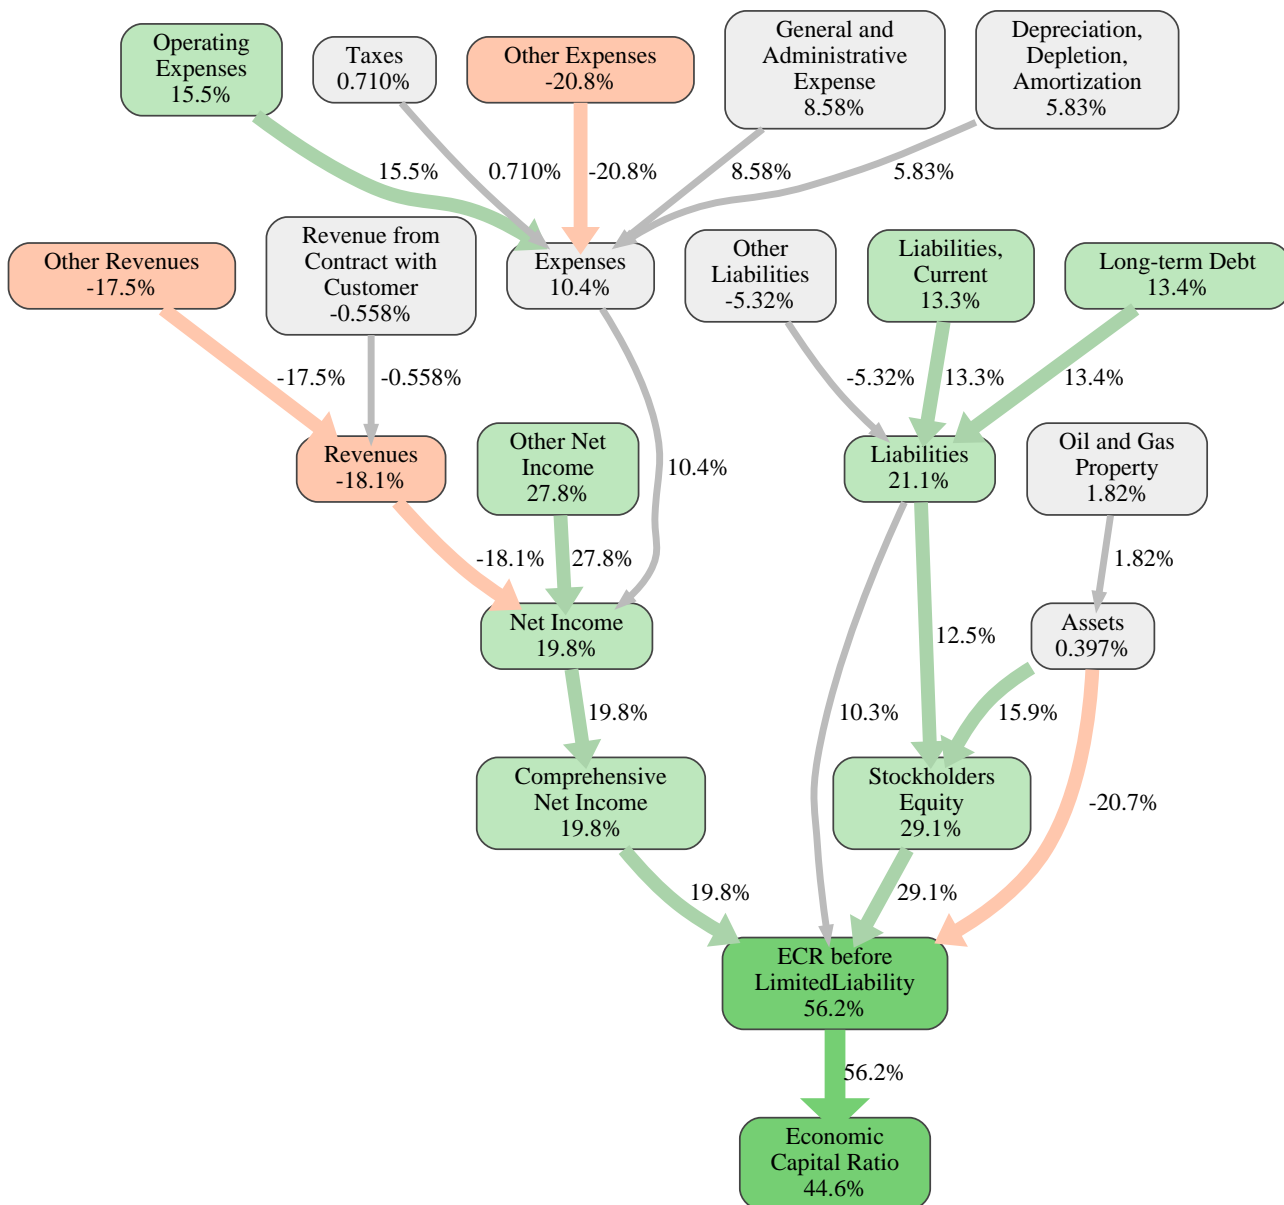 Operating
Expenses
15.5%
Taxes
0.710%
Other Expenses
-20.8%
General and
Administrative
Expense
8.58%
Depreciation,
Depletion,
Amortization
5.83%
15.5%
0.710%
-20.8%
8.58%
5.83%
Other Revenues
-17.5%
Revenue from
Contract with
Customer
-0.558%
Expenses
10.4%
Other
Liabilities
-5.32%
Liabilities,
Current
13.3%
Long-term Debt
13.4%
-17.5%
-0.558%
-5.32%
13.3%
13.4%
Revenues
-18.1%
Other Net
Income
27.8%
10.4%
Liabilities
21.1%
Oil and Gas
Property
1.82%
-18.1%
27.8%
1.82%
Net Income
19.8%
12.5%
Assets
0.397%
19.8%
10.3%
15.9%
Comprehensive
Net Income
19.8%
Stockholders
Equity
29.1%
-20.7%
19.8%
29.1%
ECR before
LimitedLiability
56.2%
56.2%
Economic
Capital Ratio
44.6%